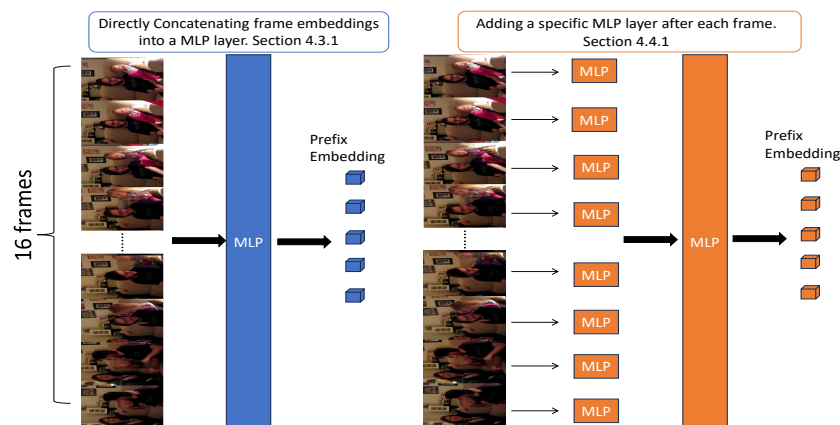 Directly Concatenating frame embeddings
into a MLP layer. Section 4.3.1
16 frames
MLP
Prefix
Embedding
Adding a specific MLP layer after each frame.
Section 4.4.1
MLP
MLP
MLP
MLP
MLP
MLP
MLP
MLP
MLP
Prefix
Embedding